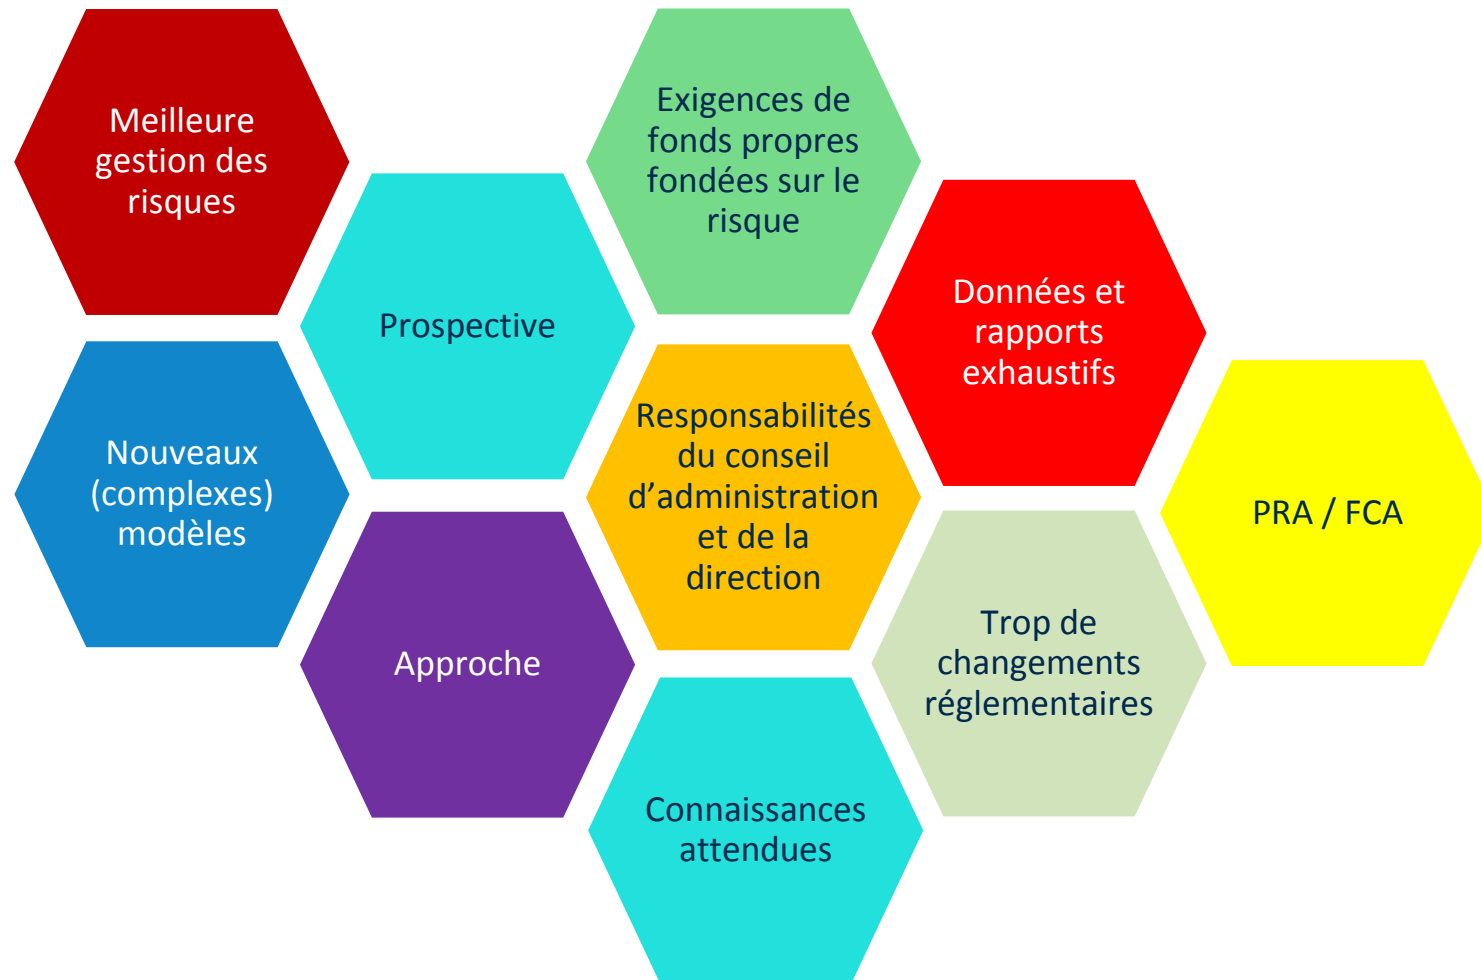 Meilleure
gestion des
risques
Exigences de
fonds propres
fondées sur le
risque
Prospective
Données et
rapports
exhaustifs
Nouveaux
(complexes)
modèles
Responsabilités
du conseil
d’administration
et de la
direction
PRA / FCA
Approche
Trop de
changements
réglementaires
Connaissances
attendues